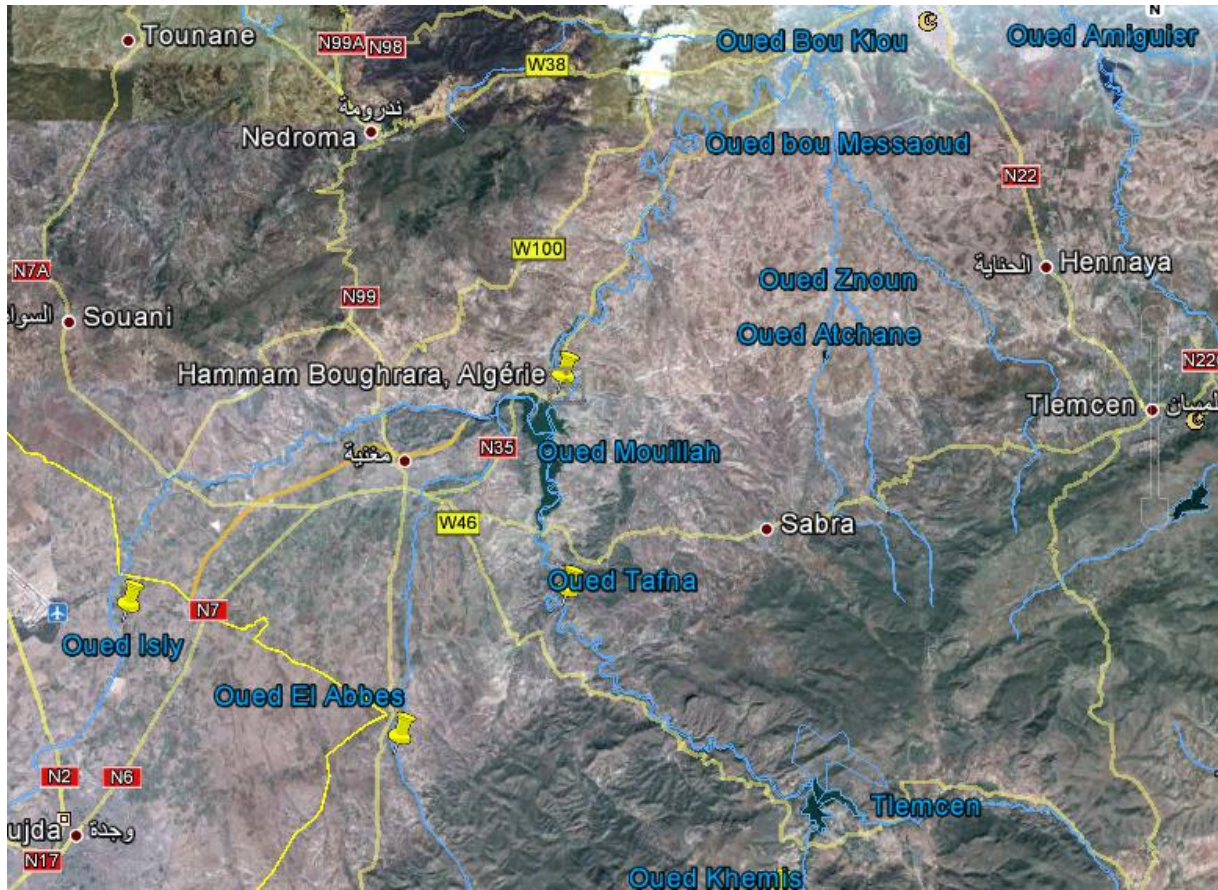 N
Tounane
N99A
N98
Oued Bou Kiou
Oued Amiguier
W38
ندرومة
Nedroma
Oued bou Messaoud
N22
W100
الحناية
Hennaya
N7A
Oued Znoun
N99
السواني
Souani
Oued Atchane
N22
Hammam Boughrara, Algérie
Tlemcen
N35
مغنية
Oued Mouillah
W46
Sabra
Oued Tafna
N7
Oued Isly
Oued El Abbes
N2
N6
Tlemcen
ujda
وجدة
N17
Oued Khemis